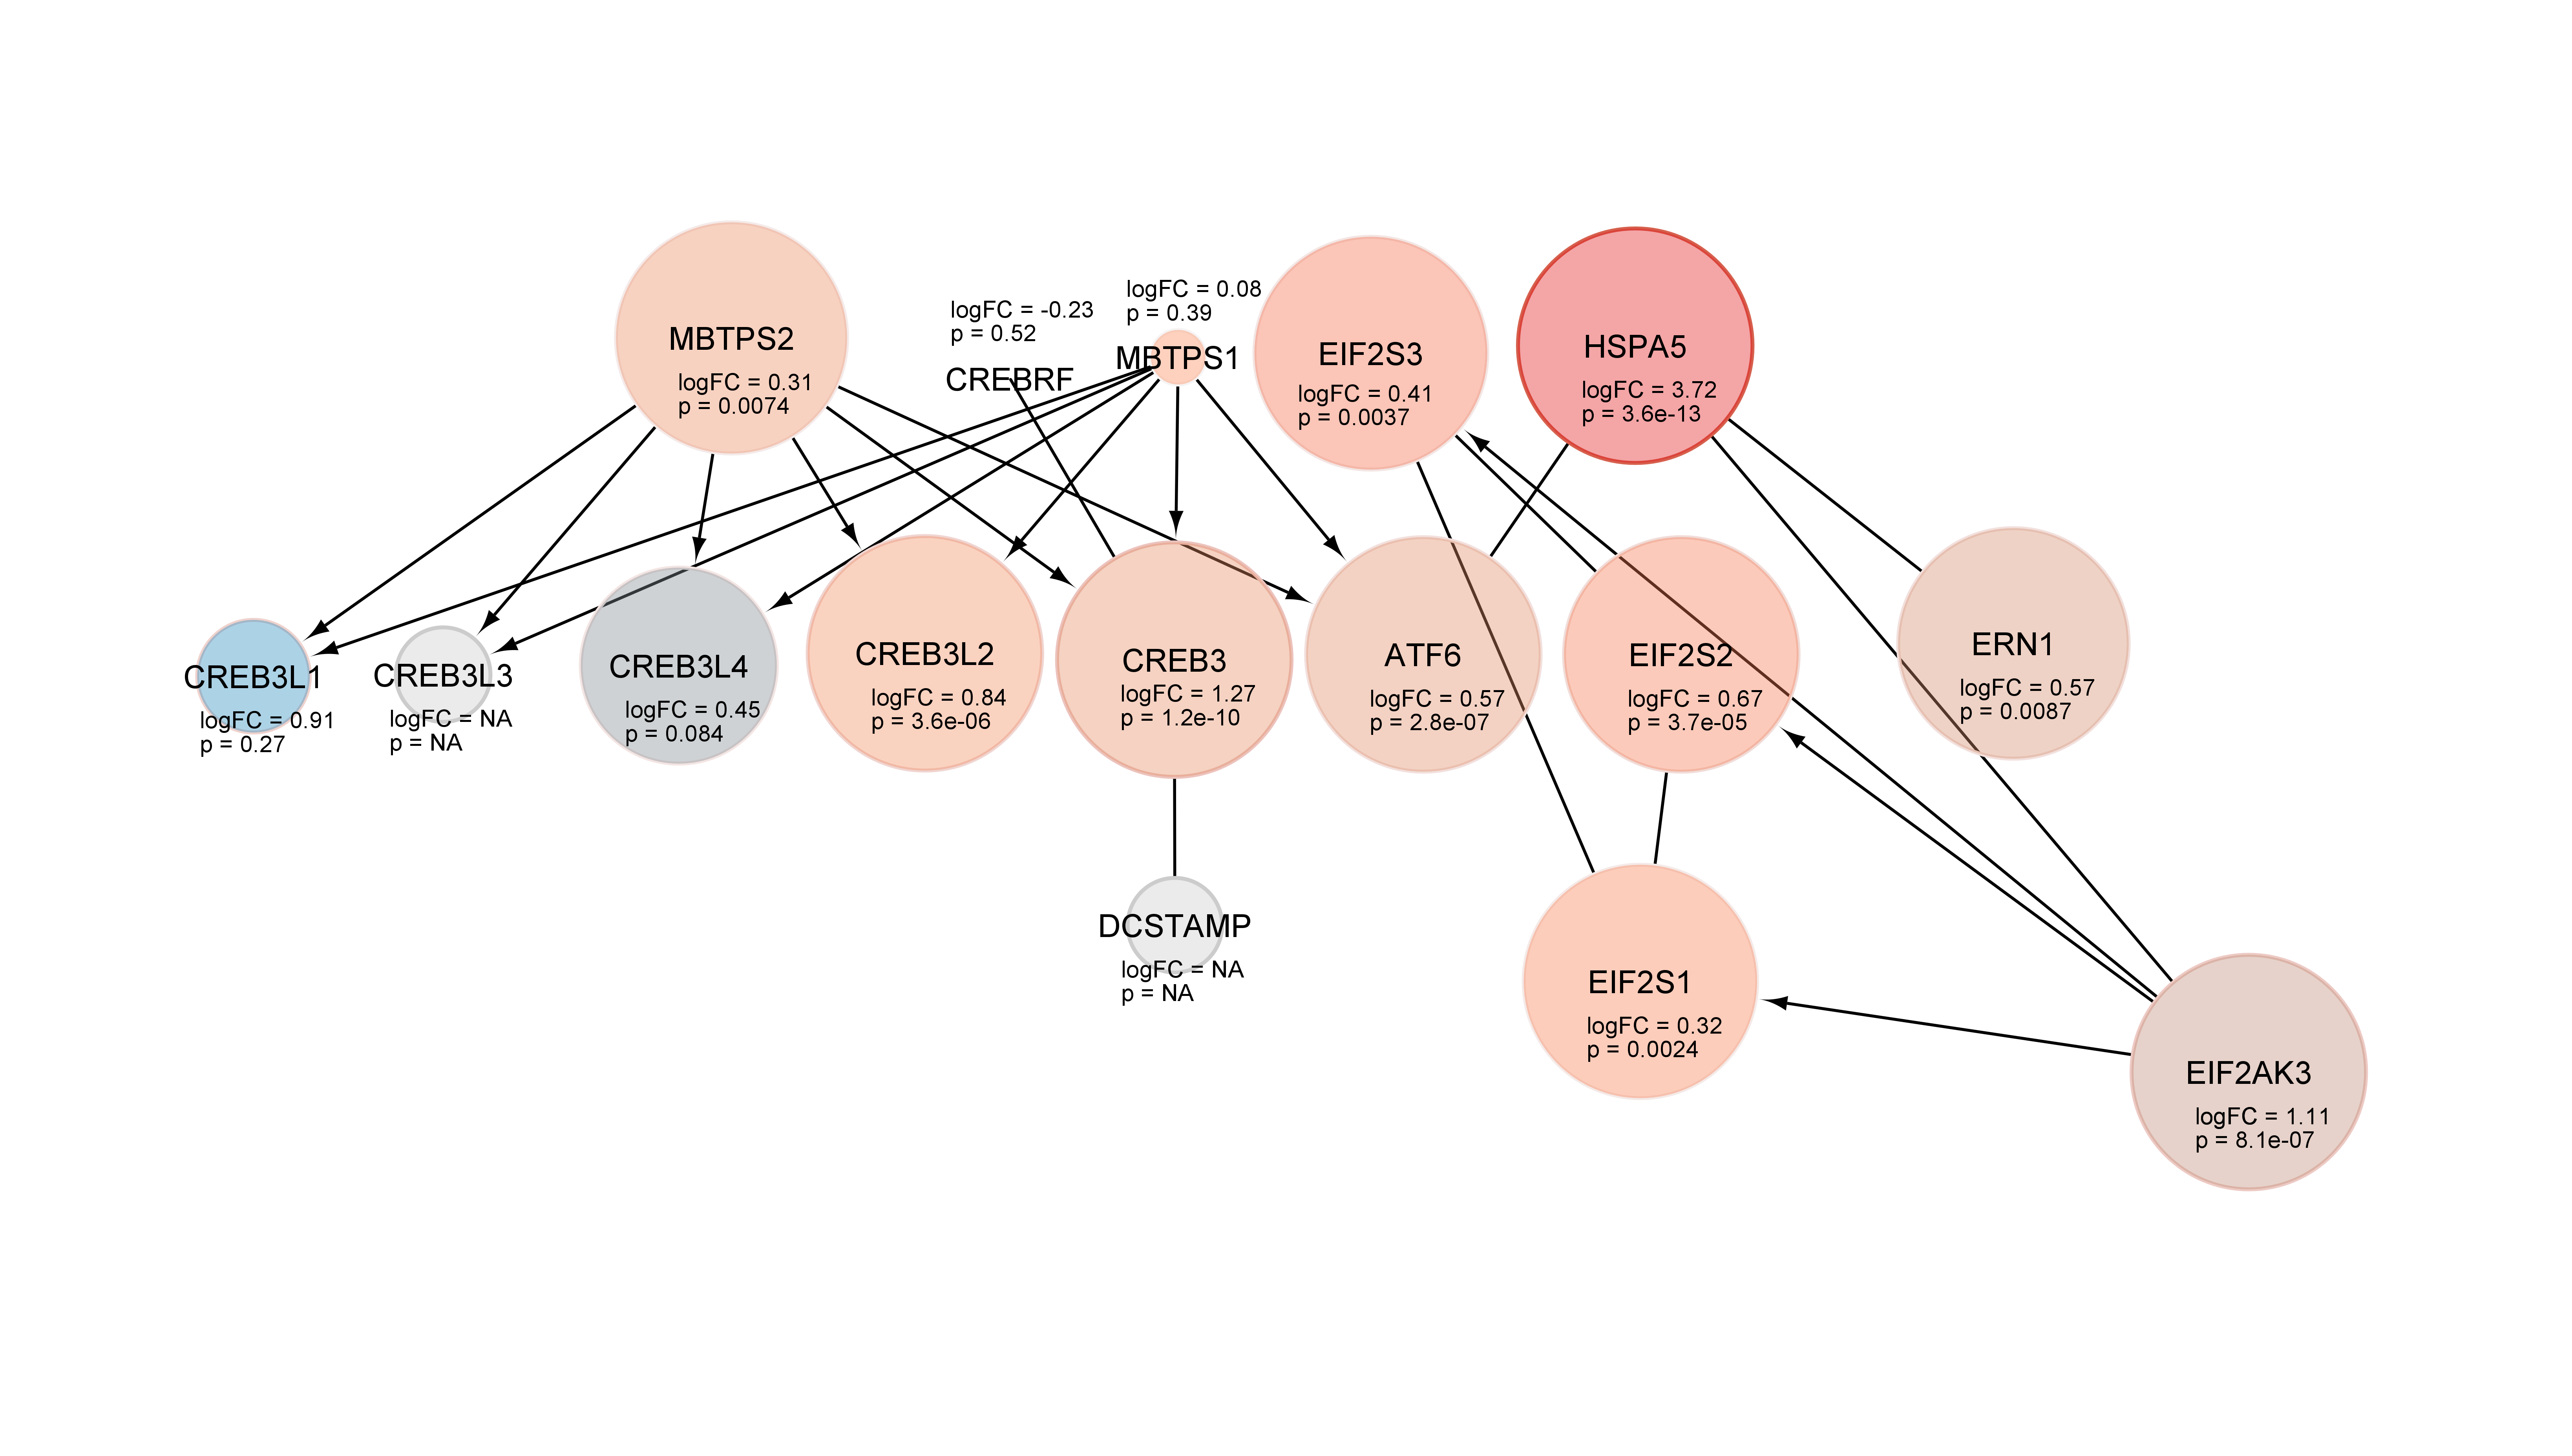 MBTPS2
logFC = 0.31
p = 0.0074
logFC = -0.23
p = 0.52
CREBRF
logFC = 0.08
p = 0.39
MBTPS1
EIF2S3
logFC = 0.41
p = 0.0037
HSPA5
logFC = 3.72
p = 3.6e-13
CREB3L1
logFC = 0.91
p = 0.27
CREB3L3
logFC = NA
p = NA
CREB3L4
logFC = 0.45
p = 0.084
CREB3L2
logFC = 0.84
p = 3.6e-06
CREB3
logFC = 1.27
p = 1.2e-10
ATF6
logFC = 0.57
p = 2.8e-07
EIF2S2
logFC = 0.67
p = 3.7e-05
ERN1
logFC = 0.57
p = 0.0087
DCSTAMP
logFC = NA
p = NA
EIF2S1
logFC = 0.32
p = 0.0024
EIF2AK3
logFC = 1.11
p = 8.1e-07